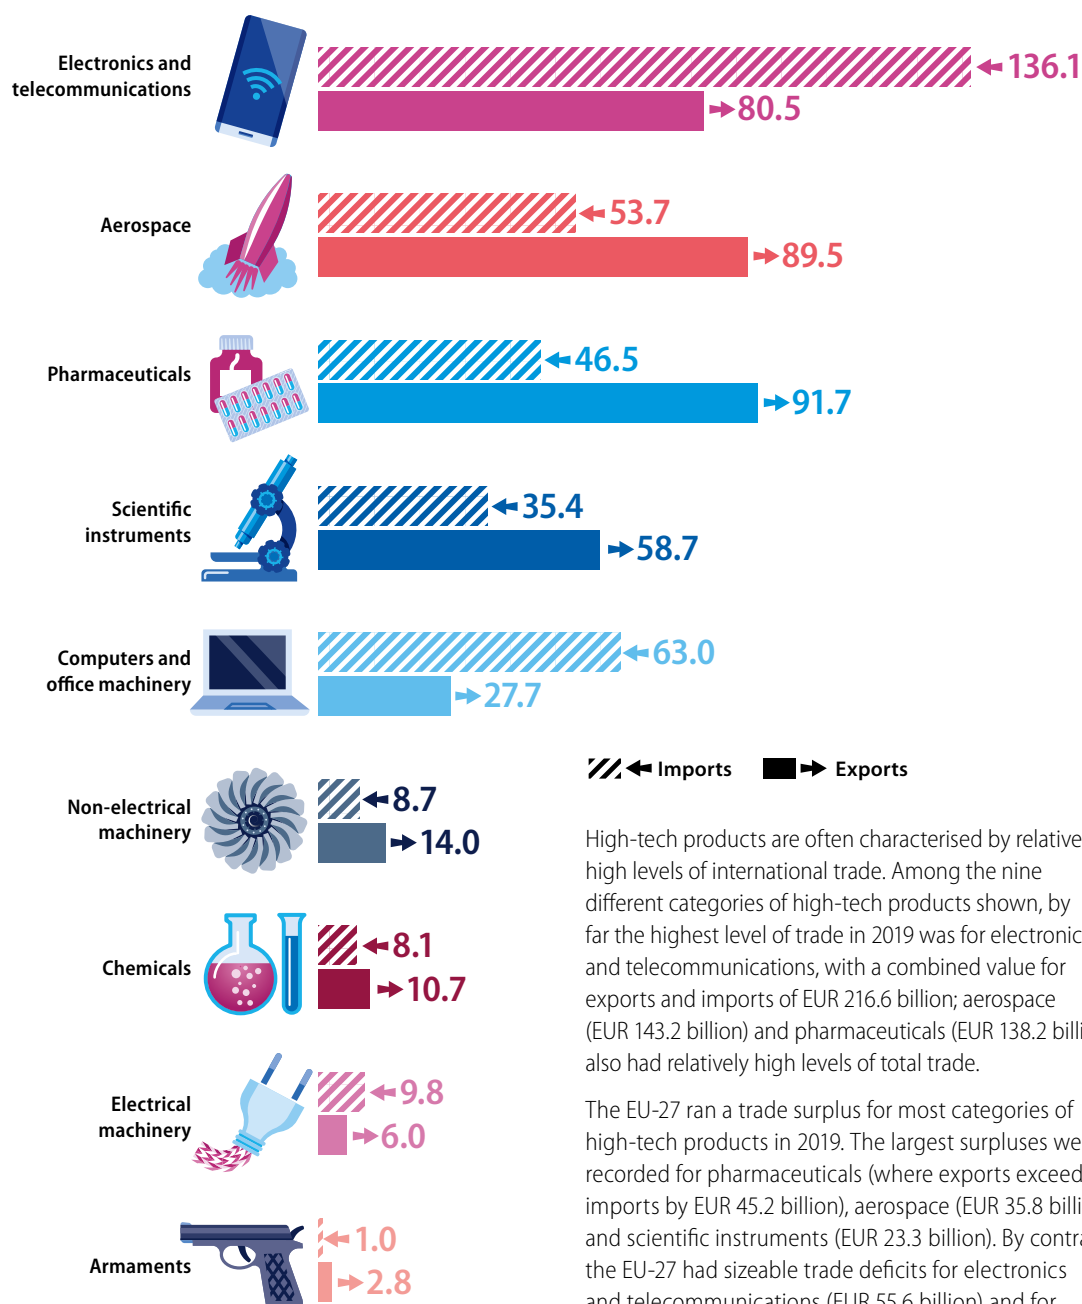 Electronics and
telecommunications
136.1
80.5
Aerospace
53.7
89.5
Pharmaceuticals
46.5
91.7
Scientific
instruments
35.4
58.7
Computers and
office machinery
63.0
27.7
Non-electrical
machinery
8.7
14.0
Chemicals
8.1
10.7
Electrical
machinery
9.8
6.0
Armaments
1.0
2.8
Imports Exports
High-tech products are often characterised by relative
high levels of international trade. Among the nine
different categories of high-tech products shown, by
far the highest level of trade in 2019 was for electronic
and telecommunications, with a combined value for
exports and imports of EUR 216.6 billion; aerospace
(EUR 143.2 billion) and pharmaceuticals (EUR 138.2 billi
also had relatively high levels of total trade.
The EU-27 ran a trade surplus for most categories of
high-tech products in 2019. The largest surpluses we
recorded for pharmaceuticals (where exports exceed
imports by EUR 45.2 billion), aerospace (EUR 35.8 billi
and scientific instruments (EUR 23.3 billion). By contra
the EU-27 had sizeable trade deficits for electronics
and telecommunications (EUR 55.6 billion) and for